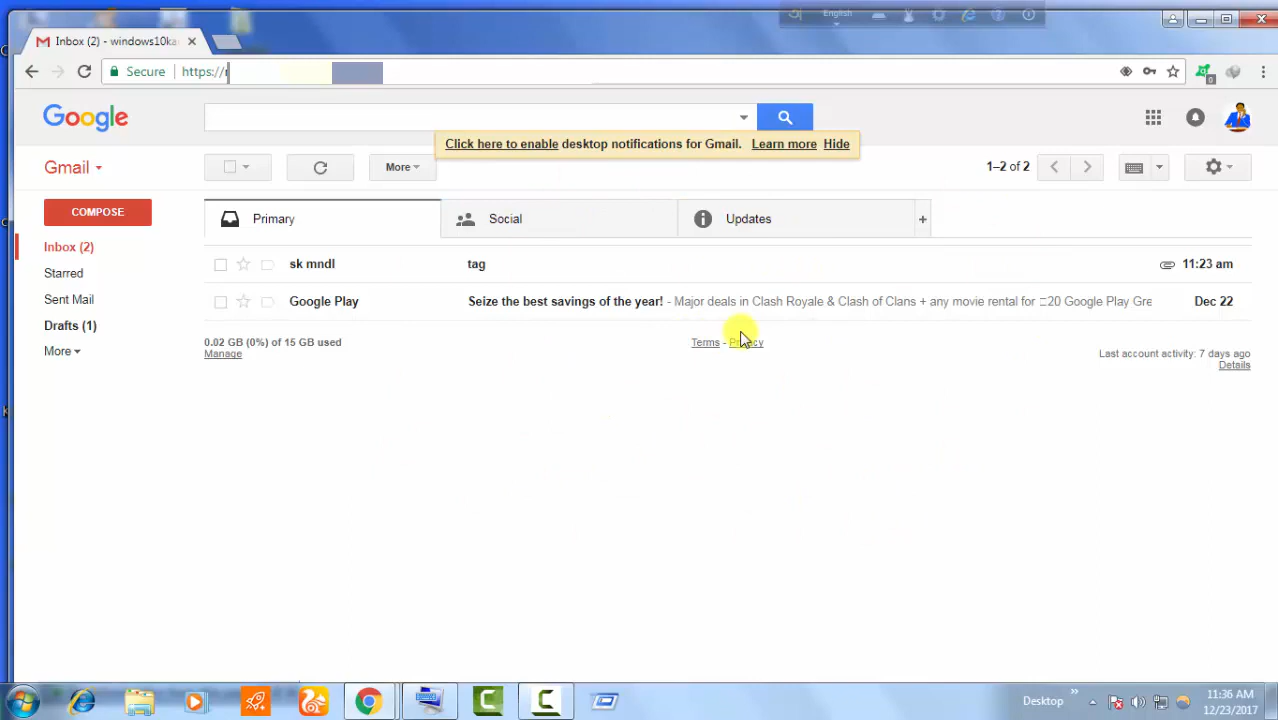 English
Inbox (2) - windows10ka
Secure https://
Google
Click here to enable desktop notifications for Gmail. Learn more Hide
Gmail
More
1–2 of 2
COMPOSE
Primary
Social
Updates
+
Inbox (2)
Starred
Sent Mail
Drafts (1)
More
sk mndl tag 11:23 am
Google Play Seize the best savings of the year! - Major deals in Clash Royale & Clash of Clans + any movie rental for 20 Google Play Gre Dec 22
0.02 GB (0%) of 15 GB used
Manage
Terms - Privacy
Last account activity: 7 days ago
Details
Desktop
11:36 AM
12/23/2017